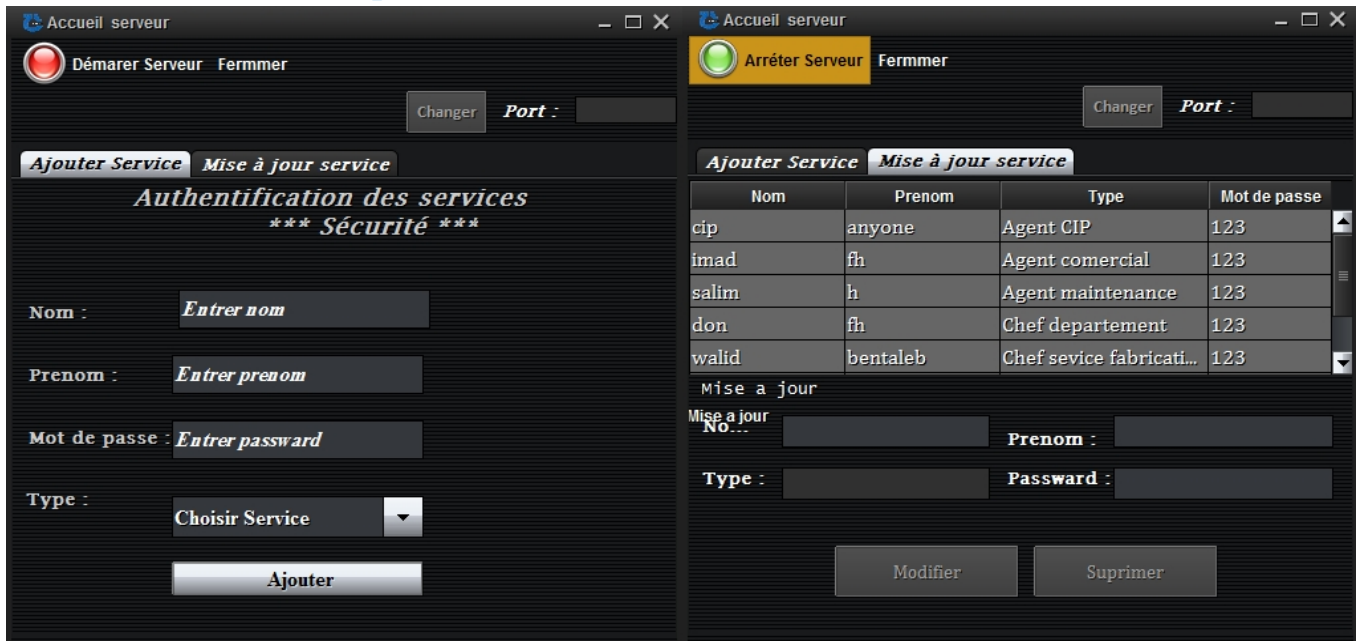 Accueil serveur
Démarer Serveur Fermmer
Changer Port :
Ajouter Service Mise à jour service
Authentification des services
*** Sécurité ***
Nom : Entrer nom
Prenom : Entrer prenom
Mot de passe : Entrer passward
Type : Choisir Service
Ajouter
Accueil serveur
Arréter Serveur Fermmer
Changer Port :
Ajouter Service Mise à jour service
Nom Prenom Type Mot de passe
cip anyone Agent CIP 123
imad fh Agent comercial 123
salim h Agent maintenance 123
don fh Chef departement 123
walid bentaleb Chef sevice fabricati... 123
Mise a jour
Mise a jour
No... Prenom :
Type : Passward :
Modifier Suprimer